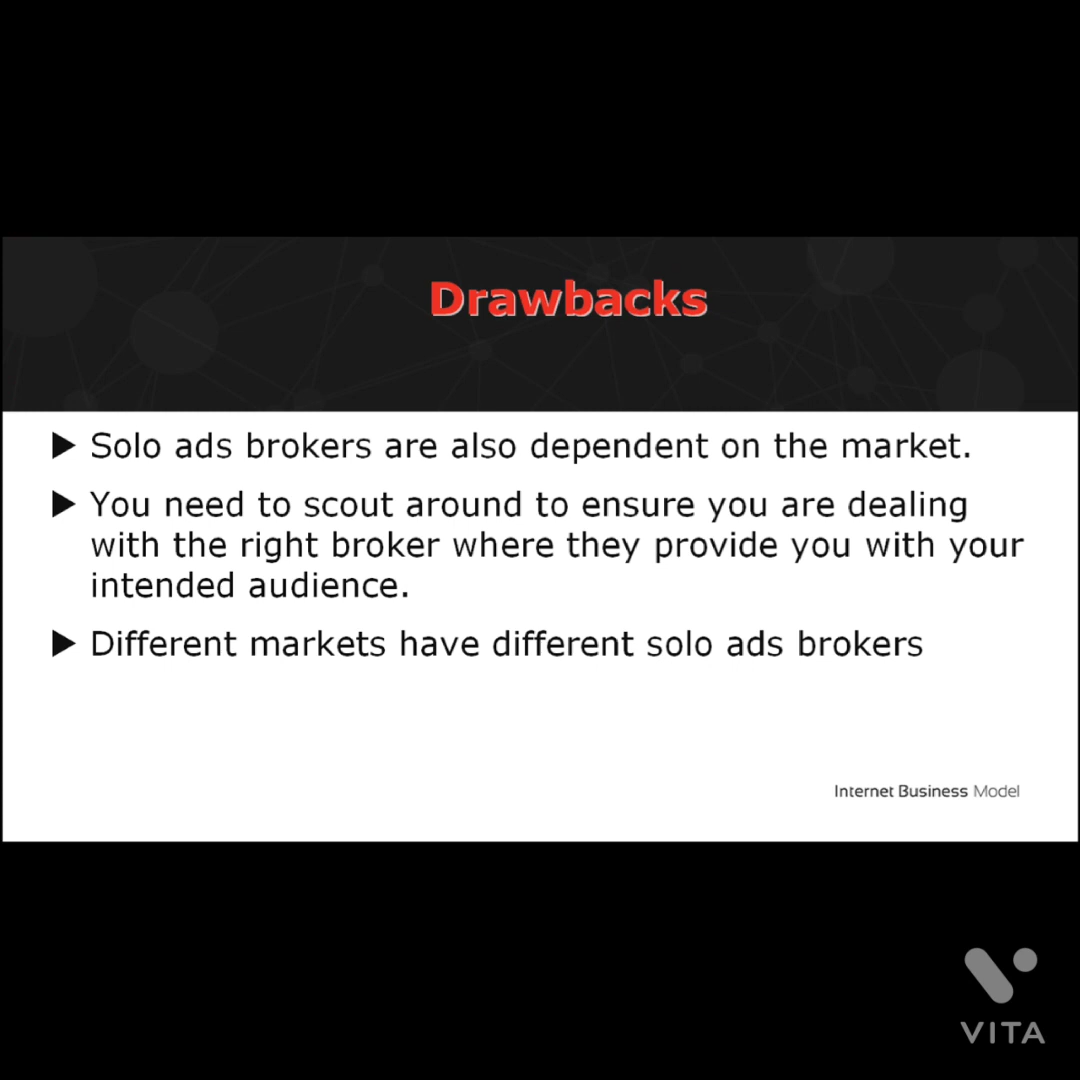 Drawbacks
Solo ads brokers are also dependent on the market.
You need to scout around to ensure you are dealing
with the right broker where they provide you with your
intended audience.
Different markets have different solo ads brokers
Internet Business Model
VITA